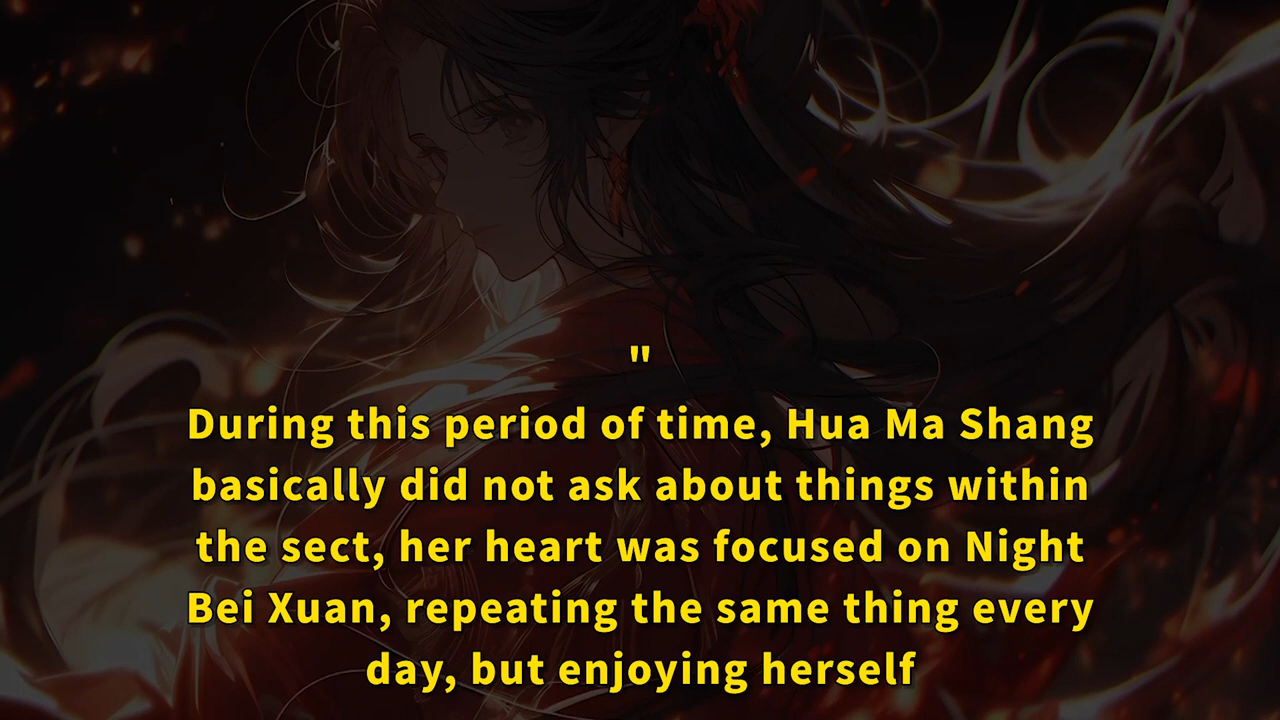 "
During this period of time, Hua Ma Shang
basically did not ask about things within
the sect, her heart was focused on Night
Bei Xuan, repeating the same thing every
day, but enjoying herself